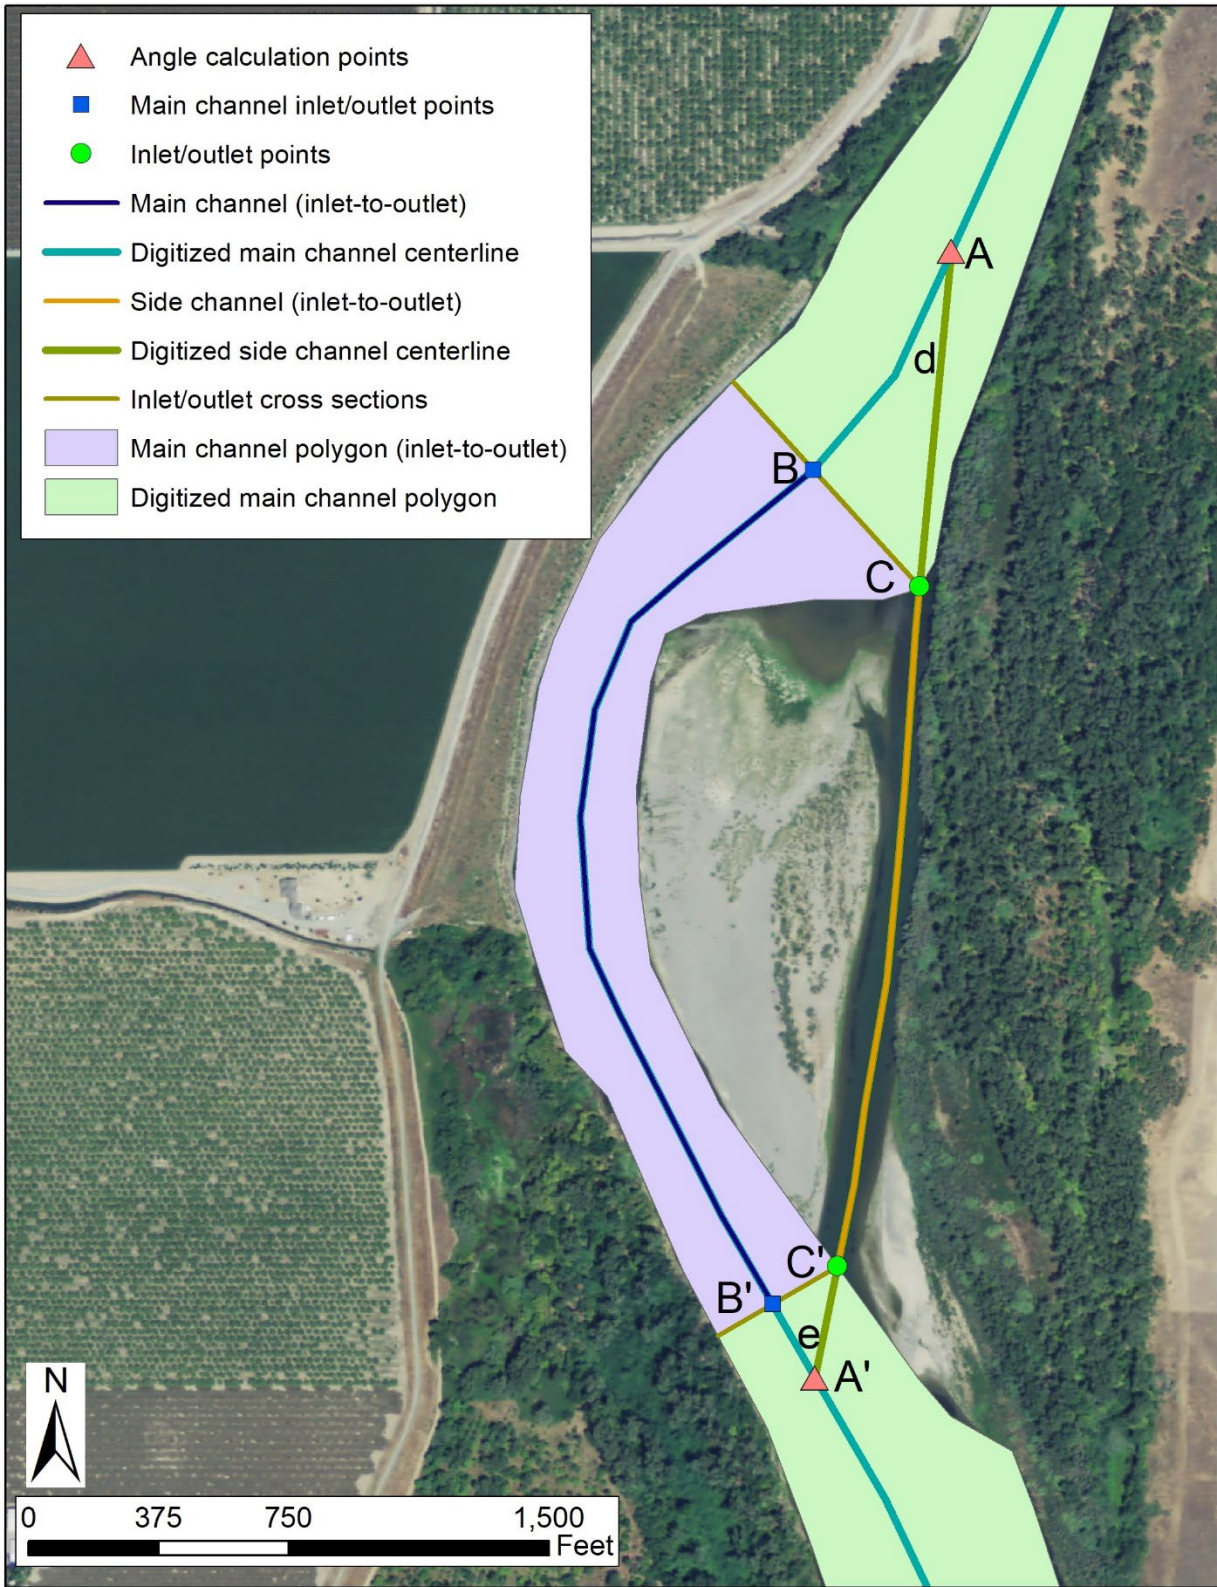 Angle calculation points
Main channel inlet/outlet points
Inlet/outlet points
Main channel (inlet-to-outlet)
Digitized main channel centerline
Side channel (inlet-to-outlet)
Digitized side channel centerline
Inlet/outlet cross sections
Main channel polygon (inlet-to-outlet)
Digitized main channel polygon
A
d
B
C
C'
B'
e
A'
N
0 375 750 1,500
Feet